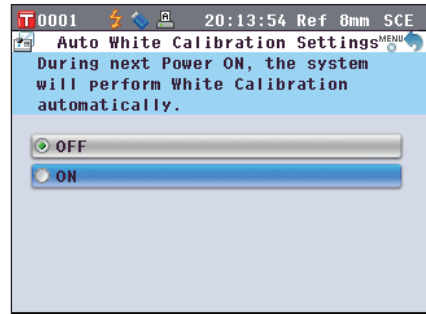 T0001 A 20:13:54 Ref 8mm SCE
Auto White Calibration Settings MENU
During next Power ON, the system
will perform White Calibration
automatically.
OFF
ON